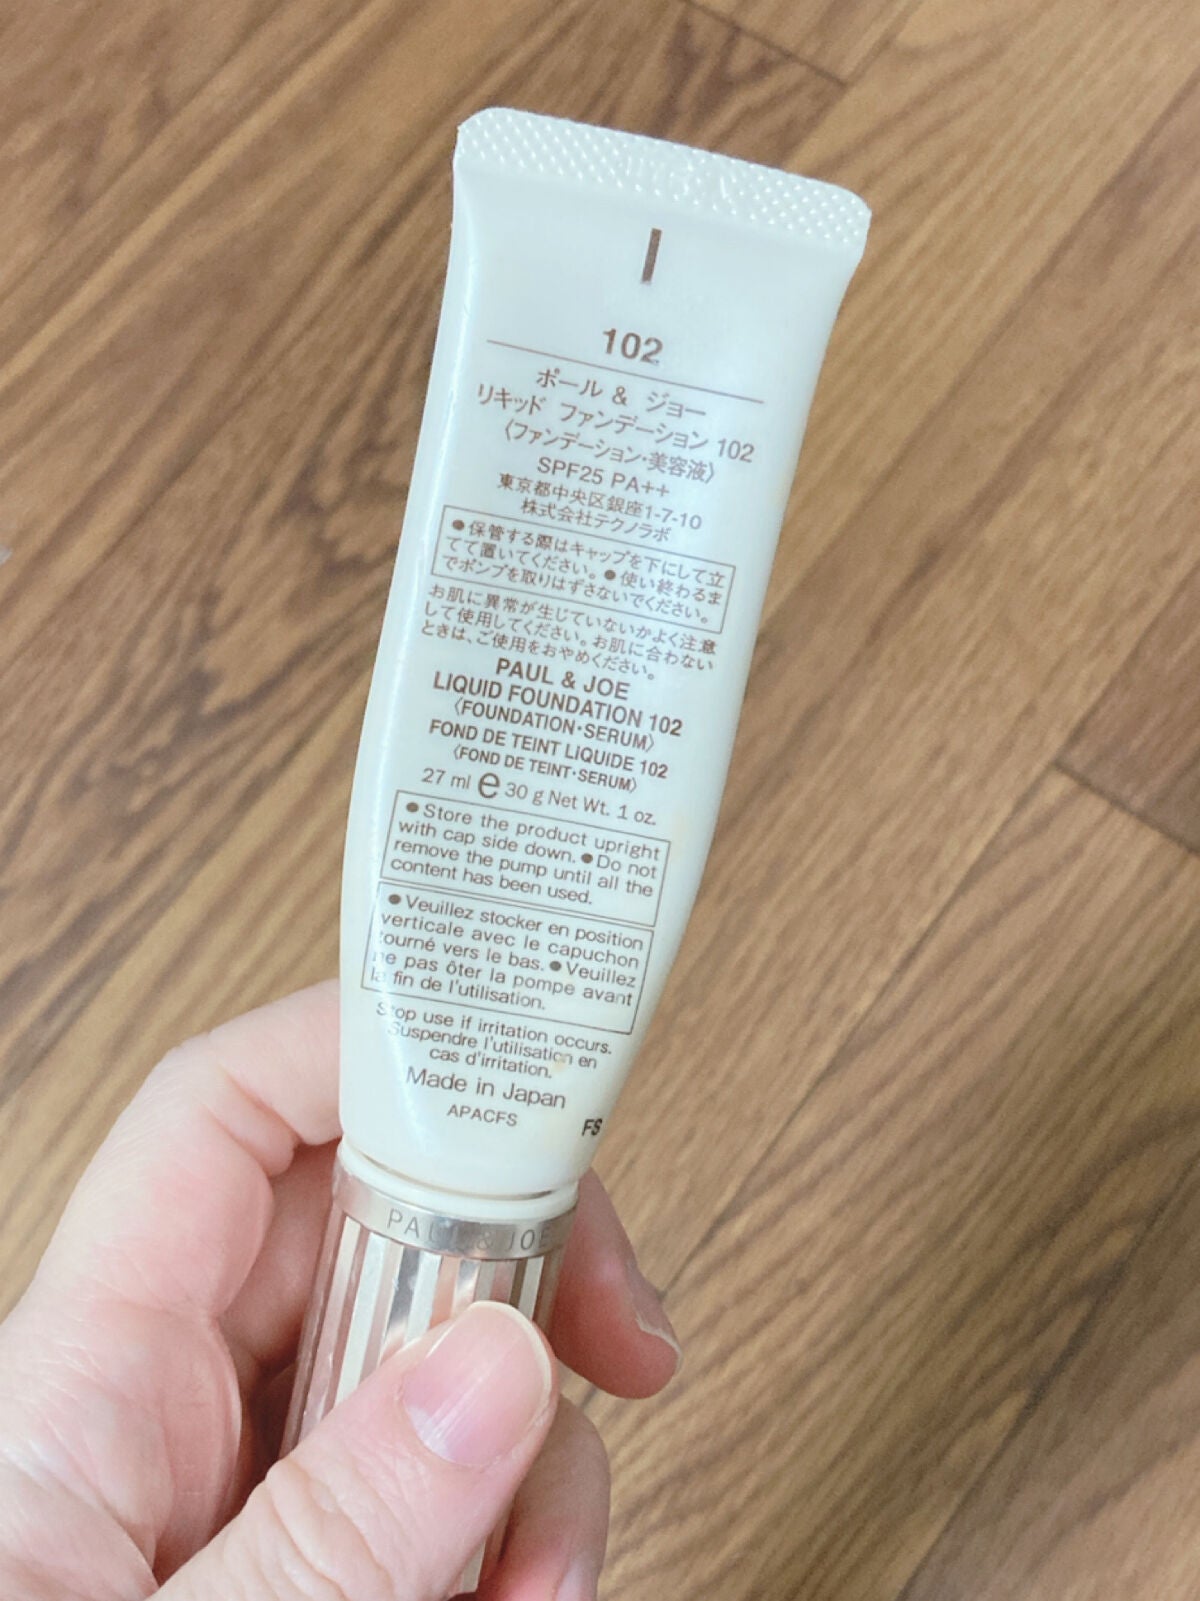 102
ポール & ジョー
リキッド ファンデーション 102
〈ファンデーション・美容液〉
SPF25 PA++
東京都中央区銀座1-7-10
株式会社テクノラボ
●保管する際はキャップを下にして立
てて置いてください。●使い終わるま
でポンプを取りはずさないでください。
お肌に異常が生じていないかよく注意
して使用してください。お肌に合わない
ときは、ご使用をおやめください。
PAUL & JOE
LIQUID FOUNDATION 102
〈FOUNDATION・SERUM〉
FOND DE TEINT LIQUIDE 102
〈FOND DE TEINT・SERUM〉
27 ml ℮ 30 g Net Wt. 1 oz.
●Store the product upright
with cap side down. ●Do not
remove the pump until all the
content has been used.
●Veuillez stocker en position
verticale avec le capuchon
tourné vers le bas. ●Veuillez
ne pas ôter la pompe avant
la fin de l'utilisation.
Stop use if irritation occurs.
Suspendre l'utilisation en
cas d'irritation.
Made in Japan
APACFS
FS
PAUL & JOE